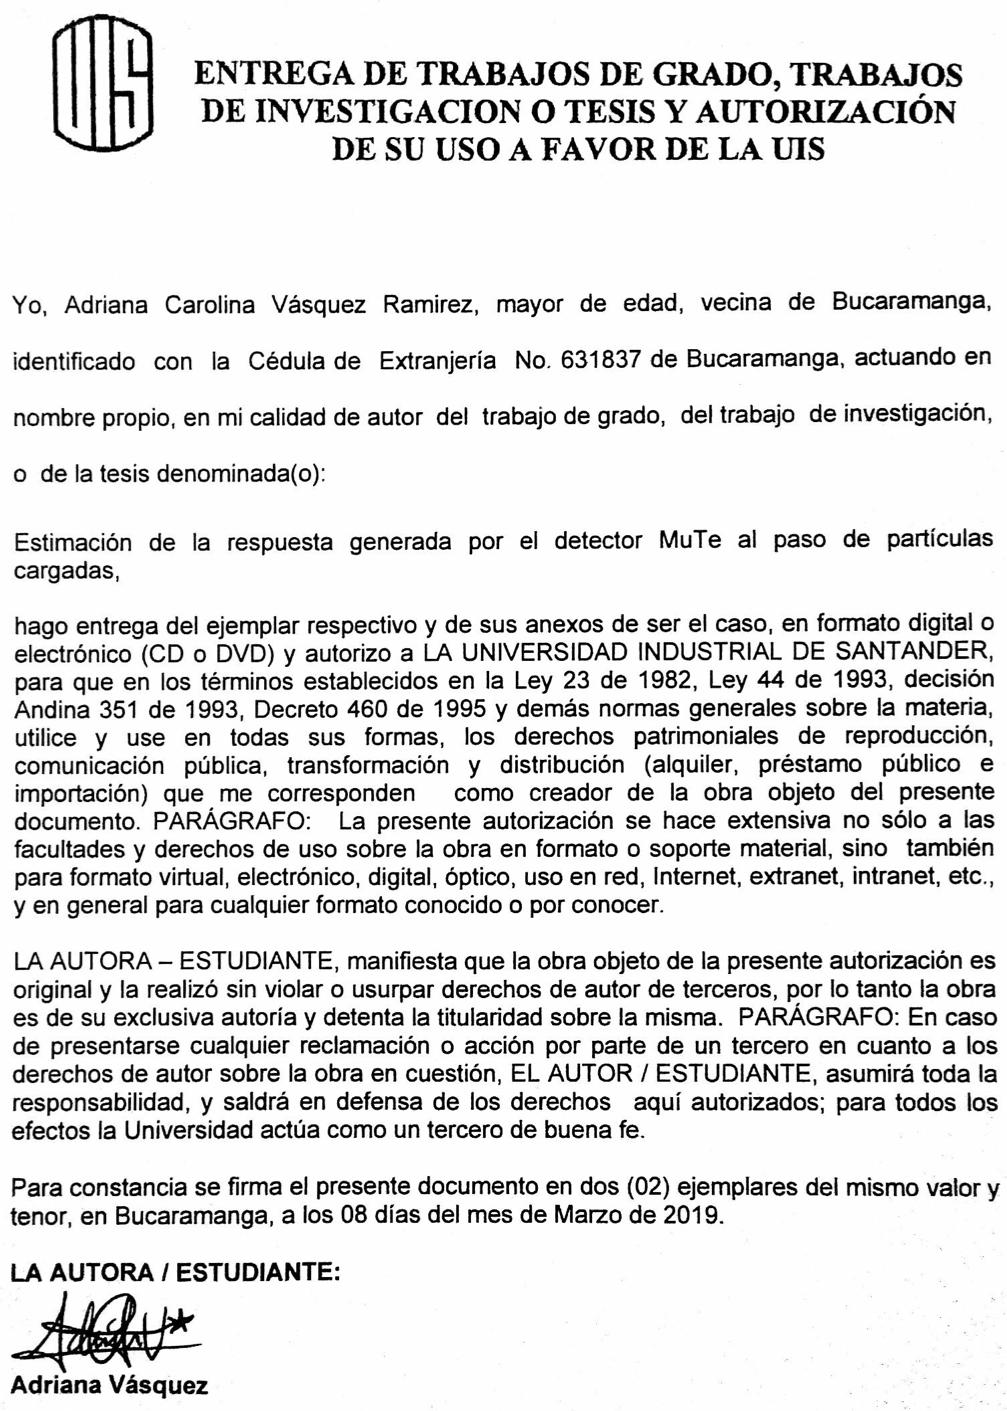 UIS
ENTREGA DE TRABAJOS DE GRADO, TRABAJOS
DE INVESTIGACION O TESIS Y AUTORIZACIÓN
DE SU USO A FAVOR DE LA UIS
Yo, Adriana Carolina Vásquez Ramirez, mayor de edad, vecina de Bucaramanga,
identificado con la Cédula de Extranjería No. 631837 de Bucaramanga, actuando en
nombre propio, en mi calidad de autor del trabajo de grado, del trabajo de investigación,
o de la tesis denominada(o):
Estimación de la respuesta generada por el detector MuTe al paso de partículas
cargadas,
hago entrega del ejemplar respectivo y de sus anexos de ser el caso, en formato digital o
electrónico (CD o DVD) y autorizo a LA UNIVERSIDAD INDUSTRIAL DE SANTANDER,
para que en los términos establecidos en la Ley 23 de 1982, Ley 44 de 1993, decisión
Andina 351 de 1993, Decreto 460 de 1995 y demás normas generales sobre la materia,
utilice y use en todas sus formas, los derechos patrimoniales de reproducción,
comunicación pública, transformación y distribución (alquiler, préstamo público e
importación) que me corresponden como creador de la obra objeto del presente
documento. PARÁGRAFO: La presente autorización se hace extensiva no sólo a las
facultades y derechos de uso sobre la obra en formato o soporte material, sino también
para formato virtual, electrónico, digital, óptico, uso en red, Internet, extranet, intranet, etc.,
y en general para cualquier formato conocido o por conocer.
LA AUTORA – ESTUDIANTE, manifiesta que la obra objeto de la presente autorización es
original y la realizó sin violar o usurpar derechos de autor de terceros, por lo tanto la obra
es de su exclusiva autoría y detenta la titularidad sobre la misma. PARÁGRAFO: En caso
de presentarse cualquier reclamación o acción por parte de un tercero en cuanto a los
derechos de autor sobre la obra en cuestión, EL AUTOR / ESTUDIANTE, asumirá toda la
responsabilidad, y saldrá en defensa de los derechos aquí autorizados; para todos los
efectos la Universidad actúa como un tercero de buena fe.
Para constancia se firma el presente documento en dos (02) ejemplares del mismo valor y
tenor, en Bucaramanga, a los 08 días del mes de Marzo de 2019.
LA AUTORA / ESTUDIANTE:
Adriana Vásquez